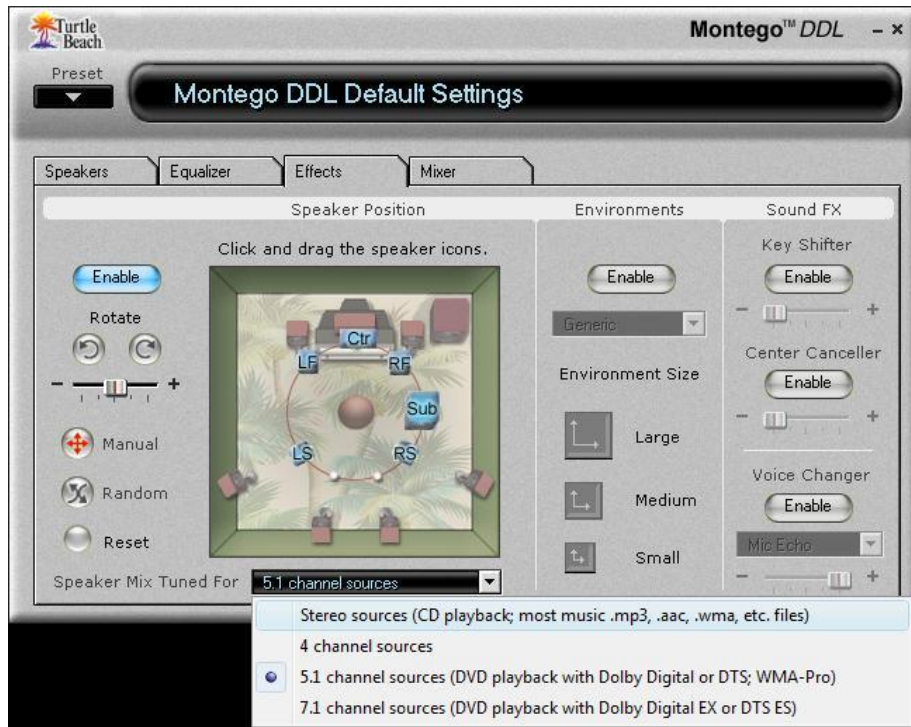 Turtle
Beach
Montego™ DDL
Preset
Montego DDL Default Settings
Speakers
Equalizer
Effects
Mixer
Speaker Position
Environments
Sound FX
Click and drag the speaker icons.
Enable
Rotate
- +
Manual
Random
Reset
Ctr
LF
RF
Sub
LS
RS
Enable
Generic
Environment Size
Large
Medium
Small
Key Shifter
Enable
- +
Center Canceller
Enable
- +
Voice Changer
Enable
Mic Echo
- +
Speaker Mix Tuned For
5.1 channel sources
Stereo sources (CD playback; most music .mp3, .aac, .wma, etc. files)
4 channel sources
5.1 channel sources (DVD playback with Dolby Digital or DTS; WMA-Pro)
7.1 channel sources (DVD playback with Dolby Digital EX or DTS ES)